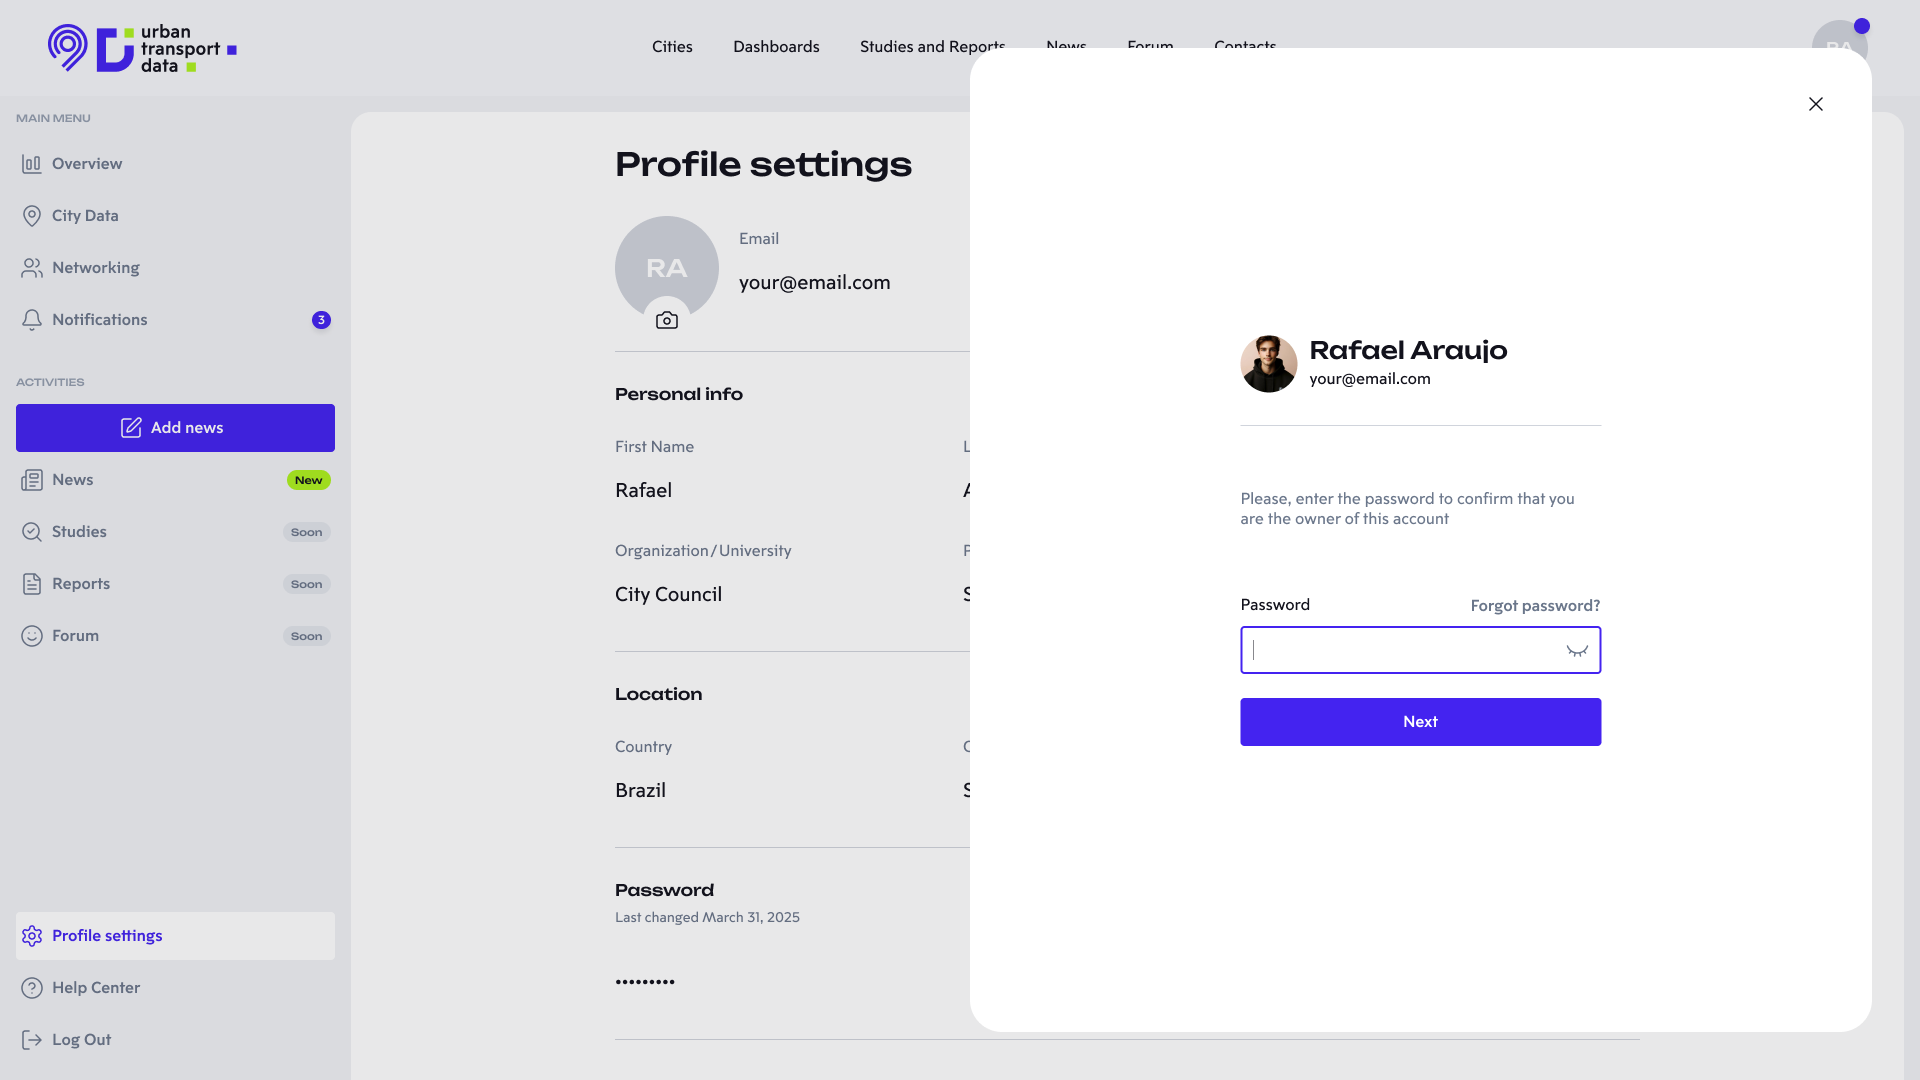 urban
transport
data
Cities
Dashboards
Studies and Reports
News
Forum
Contacts
RA
MAIN MENU
Overview
City Data
Networking
Notifications
3
ACTIVITIES
Add news
News
New
Studies
Soon
Reports
Soon
Forum
Soon
Profile settings
Help Center
Log Out
Profile settings
RA
Email
your@email.com
Personal info
First Name
L
Rafael
A
Organization/University
P
City Council
S
Location
Country
C
Brazil
S
Password
Last changed March 31, 2025
•••••••••
Rafael Araujo
your@email.com
Please, enter the password to confirm that you
are the owner of this account
Password
Forgot password?
Next